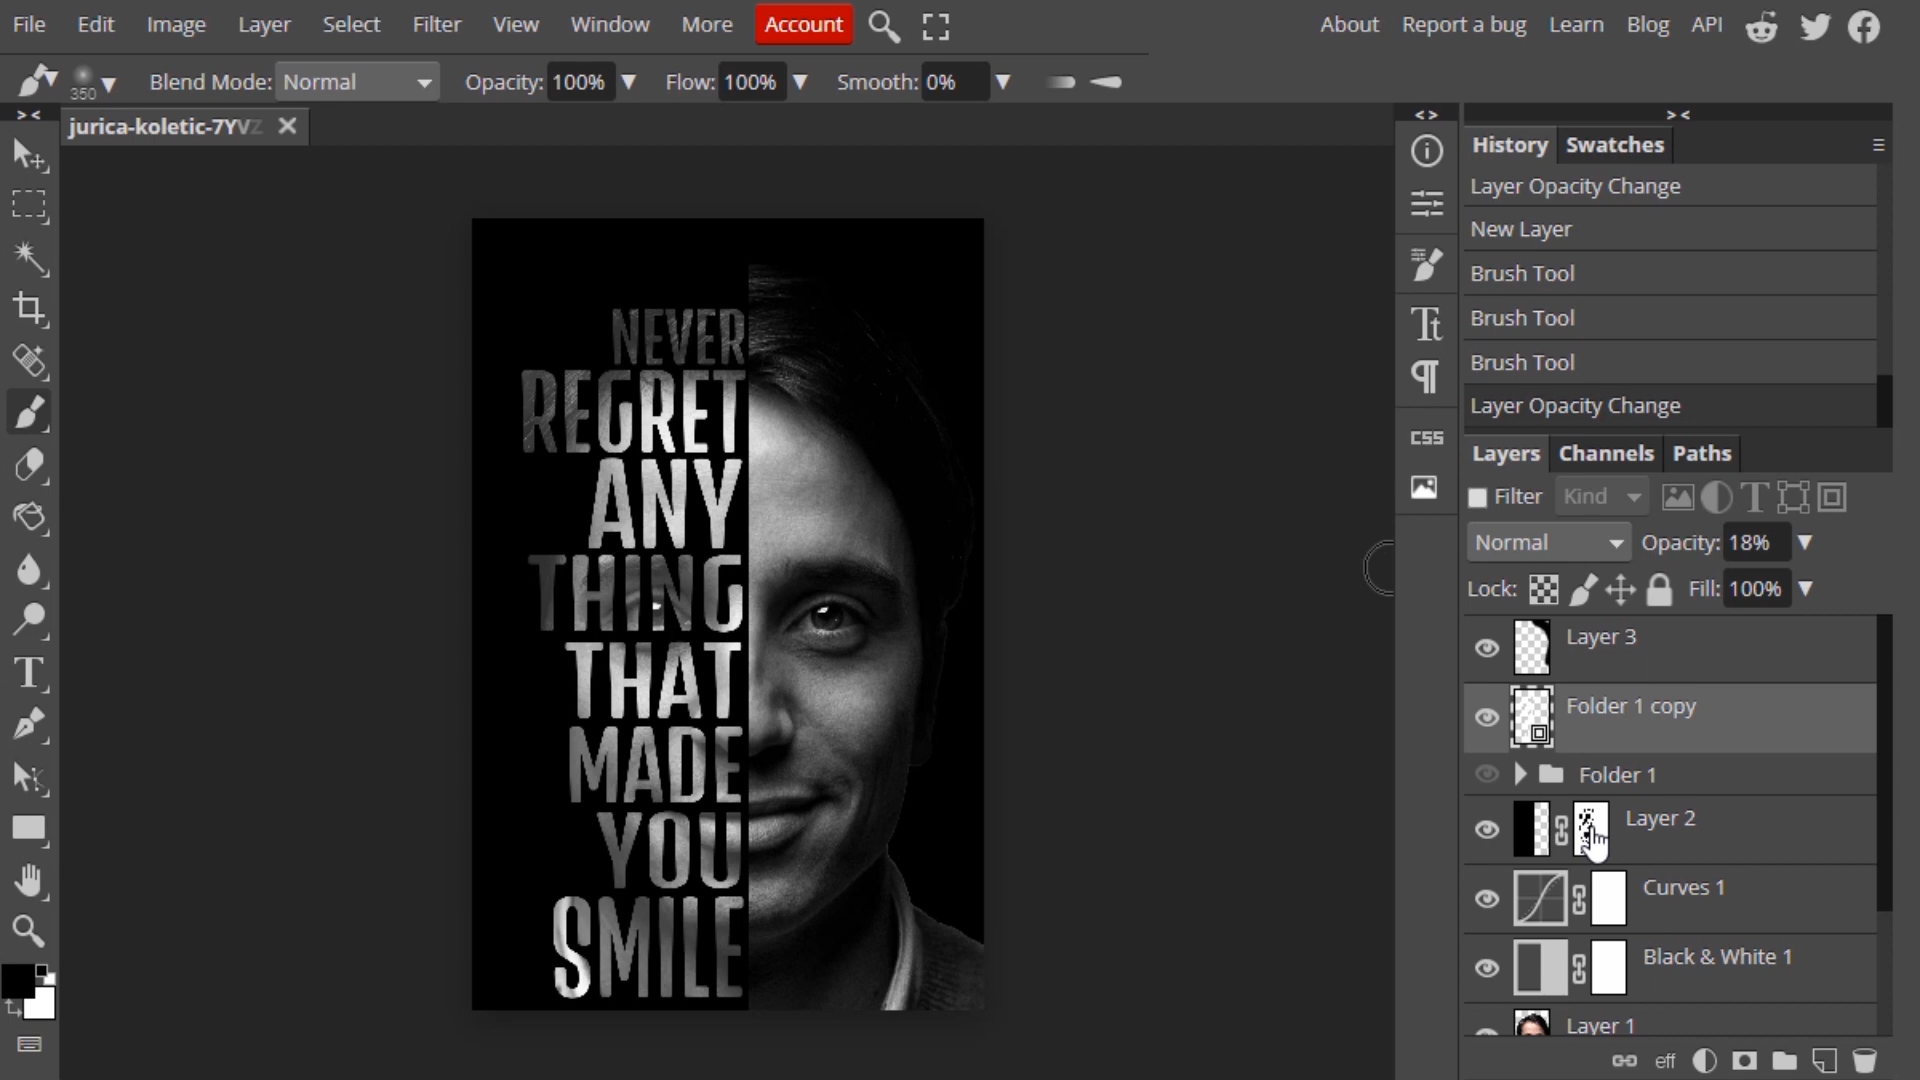 File Edit Image Layer Select Filter View Window More Account About Report a bug Learn Blog API
350 Blend Mode: Normal Opacity: 100% Flow: 100% Smooth: 0%
> < jurica-koletic-7YVZ < > > <
History Swatches
Layer Opacity Change
New Layer
Brush Tool
Brush Tool
Brush Tool
Layer Opacity Change
CSS
Layers Channels Paths
Filter Kind
Normal Opacity: 18%
Lock: Fill: 100%
Layer 3
Folder 1 copy
Folder 1
Layer 2
Curves 1
Black & White 1
Layer 1
eff
NEVER
REGRET
ANY
THING
THAT
MADE
YOU
SMILE